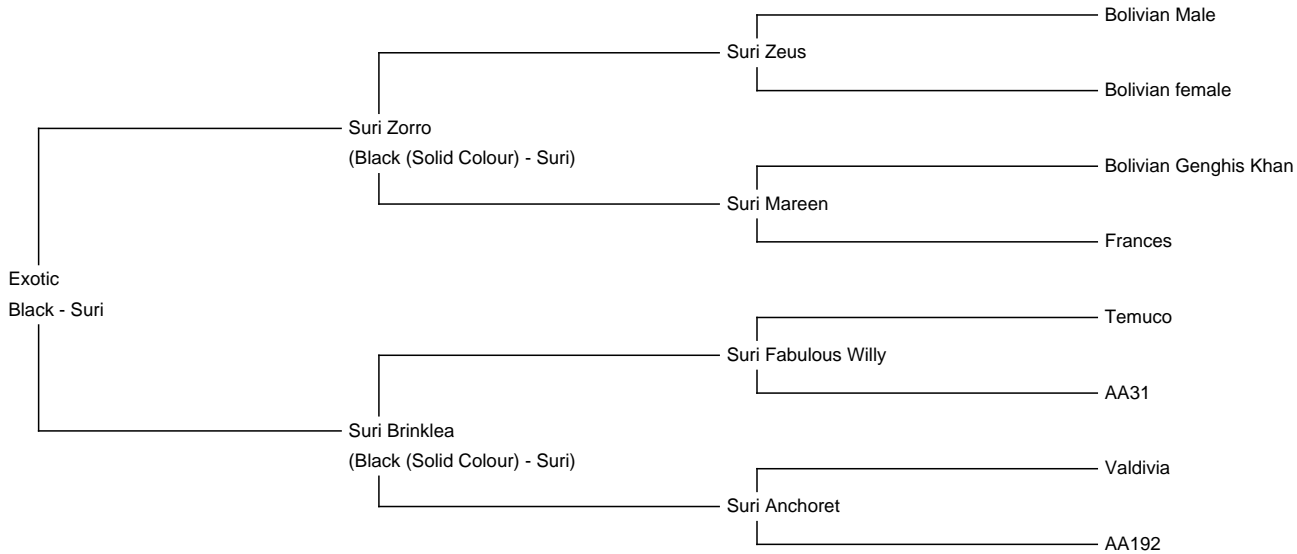 Bolivian Male
Suri Zeus
Bolivian female
Suri Zorro
(Black (Solid Colour) - Suri)
Bolivian Genghis Khan
Suri Mareen
Frances
Exotic
Black - Suri
Temuco
Suri Fabulous Willy
AA31
Suri Brinklea
(Black (Solid Colour) - Suri)
Valdivia
Suri Anchoret
AA192